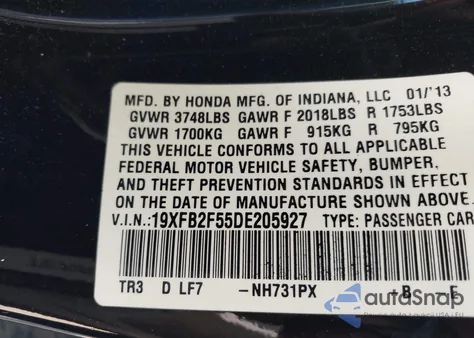 MFD. BY HONDA MFG. OF INDIANA, LLC 01/'13
GVWR 3748LBS GAWR F 2018LBS R 1753LBS
GVWR 1700KG GAWR F 915KG R 795KG
THIS VEHICLE CONFORMS TO ALL APPLICABLE
FEDERAL MOTOR VEHICLE SAFETY, BUMPER,
AND THEFT PREVENTION STANDARDS IN EFFECT
ON THE DATE OF MANUFACTURE SHOWN ABOVE.
V.I.N.:19XFB2F55DE205927 TYPE: PASSENGER CAR
TR3 D LF7 -NH731PX B E
autoSnap